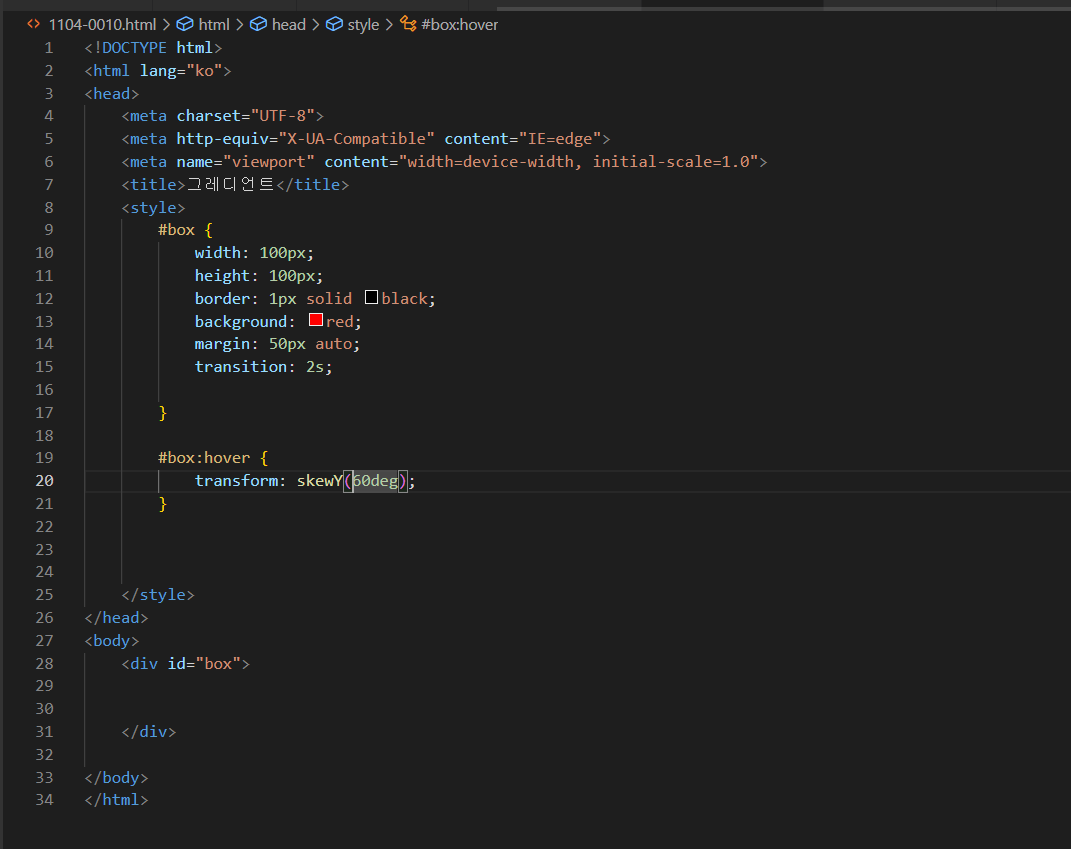 1104-0010.html > html > head > style > #box:hover
1 <!DOCTYPE html>
2 <html lang="ko">
3 <head>
4 <meta charset="UTF-8">
5 <meta http-equiv="X-UA-Compatible" content="IE=edge">
6 <meta name="viewport" content="width=device-width, initial-scale=1.0">
7 <title>그레디언트</title>
8 <style>
9 #box {
10 width: 100px;
11 height: 100px;
12 border: 1px solid black;
13 background: red;
14 margin: 50px auto;
15 transition: 2s;
16
17 }
18
19 #box:hover {
20 transform: skewY(60deg);
21 }
22
23
24
25 </style>
26 </head>
27 <body>
28 <div id="box">
29
30
31 </div>
32
33 </body>
34 </html>